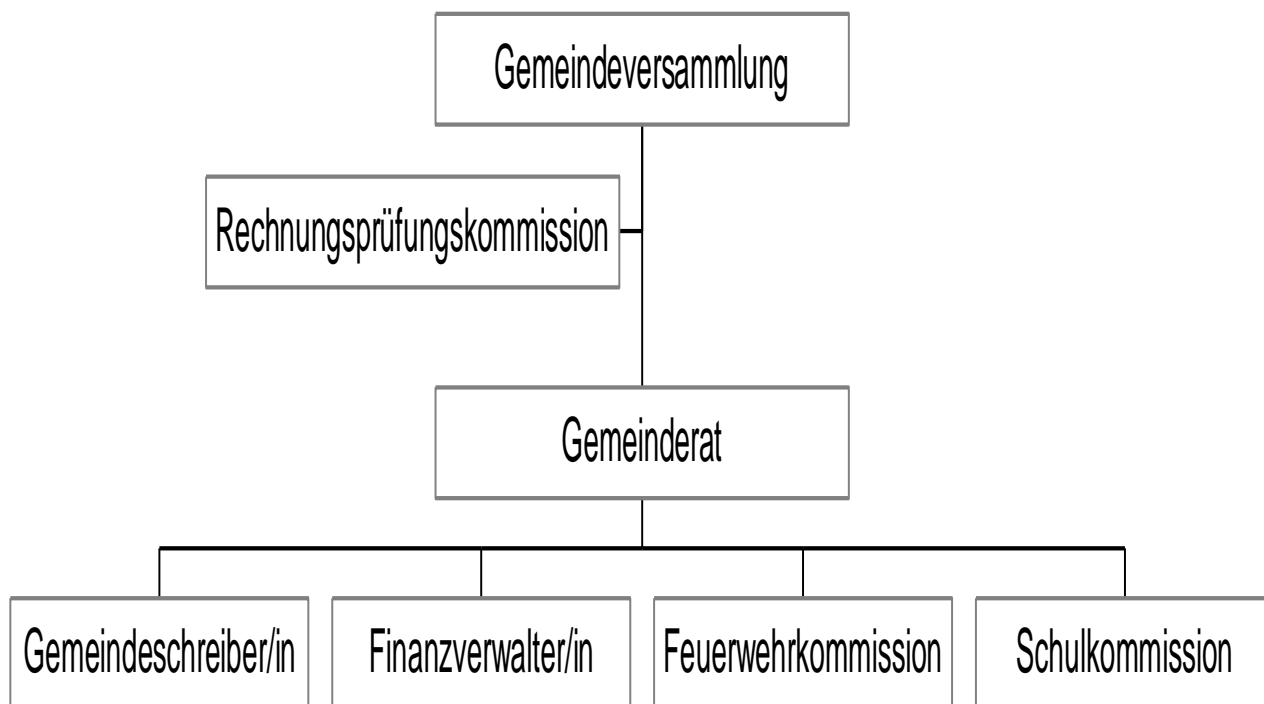 Gemeindeversammlung
Rechnungsprüfungskommission
Gemeinderat
Gemeindeschreiber/in
Finanzverwalter/in
Feuerwehrkommission
Schulkommission